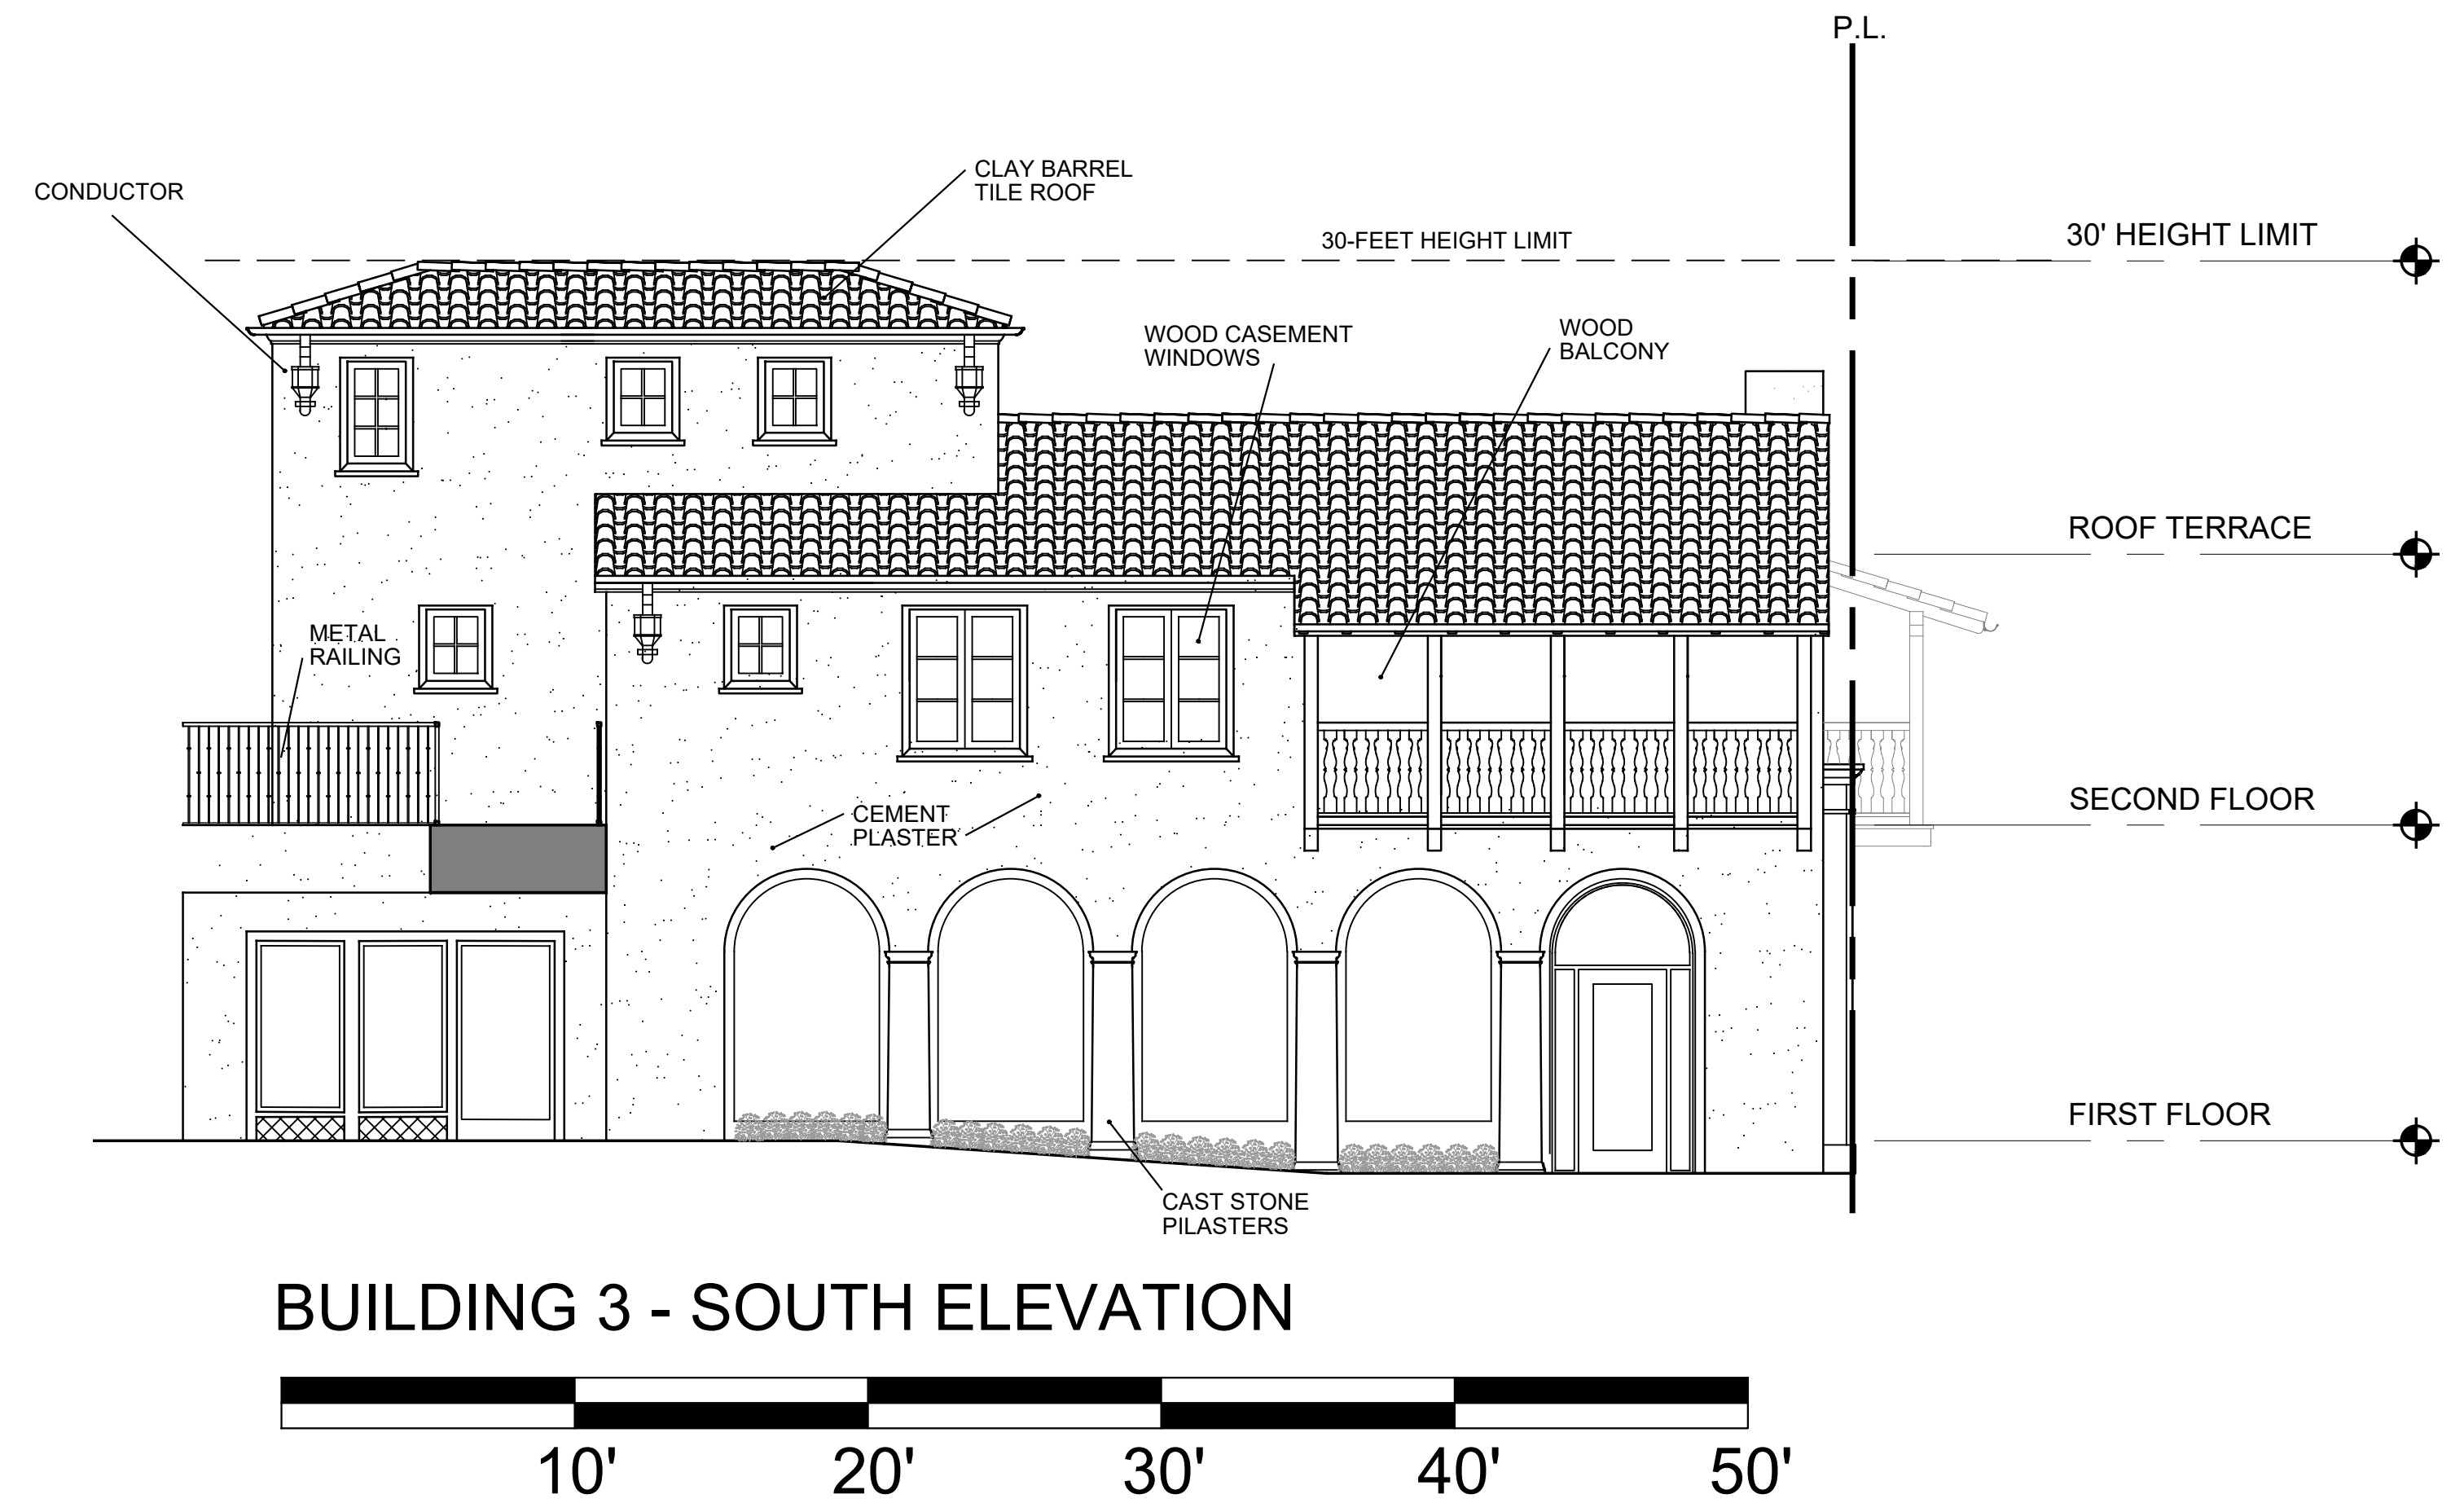 P.L.
CLAY BARREL
TILE ROOF
CONDUCTOR
30-FEET HEIGHT LIMIT
30' HEIGHT LIMIT
WOOD CASEMENT
WINDOWS
WOOD
BALCONY
ROOF TERRACE
METAL
RAILING
SECOND FLOOR
CEMENT
PLASTER
FIRST FLOOR
CAST STONE
PILASTERS
BUILDING 3 - SOUTH ELEVATION
10' 20' 30' 40' 50'